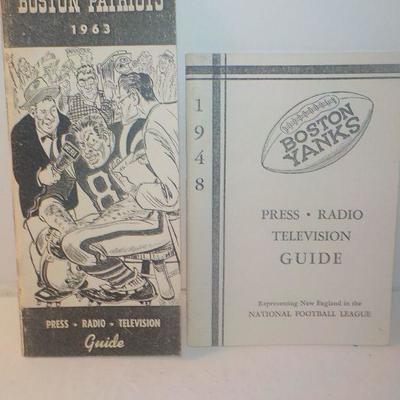 BOSTON PATRIOTS
1963
8
PRESS • RADIO • TELEVISION
Guide
1948
BOSTON
YANKS
PRESS • RADIO
TELEVISION
GUIDE
Representing New England in the
NATIONAL FOOTBALL LEAGUE